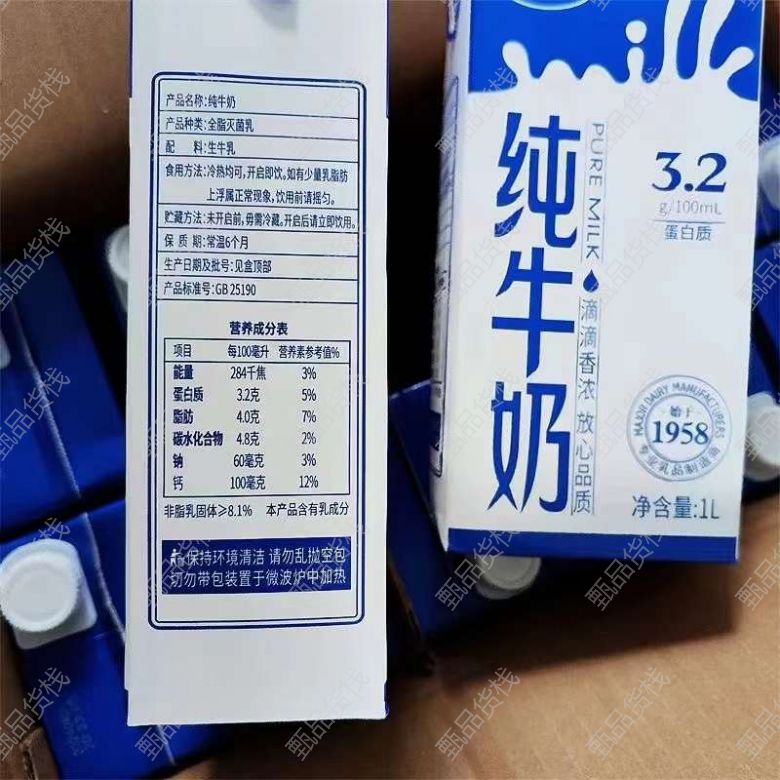 产品名称:纯牛奶
产品种类:全脂灭菌乳
配 料:生牛乳
食用方法:冷热均可,开启即饮。如有少量乳脂肪
上浮属正常现象,饮用前请摇匀。
贮藏方法:未开启前,毋需冷藏。开启后请立即饮用。
保 质 期:常温6个月
生产日期及批号:见盒顶部
产品标准号:GB 25190
营养成分表
项目 每100毫升 营养素参考值%
能量 284千焦 3%
蛋白质 3.2克 5%
脂肪 4.0克 7%
碳水化合物 4.8克 2%
钠 60毫克 3%
钙 100毫克 12%
非脂乳固体≥8.1% 本产品含有乳成分
保持环境清洁 请勿乱抛空包
切勿带包装置于微波炉中加热
milk
纯牛奶
PURE MILK
滴滴香浓 放心品质
3.2
g/100mL
蛋白质
MAJOR DAIRY MANUFACTURERS
始于
1958
净含量:1L
甄品货栈